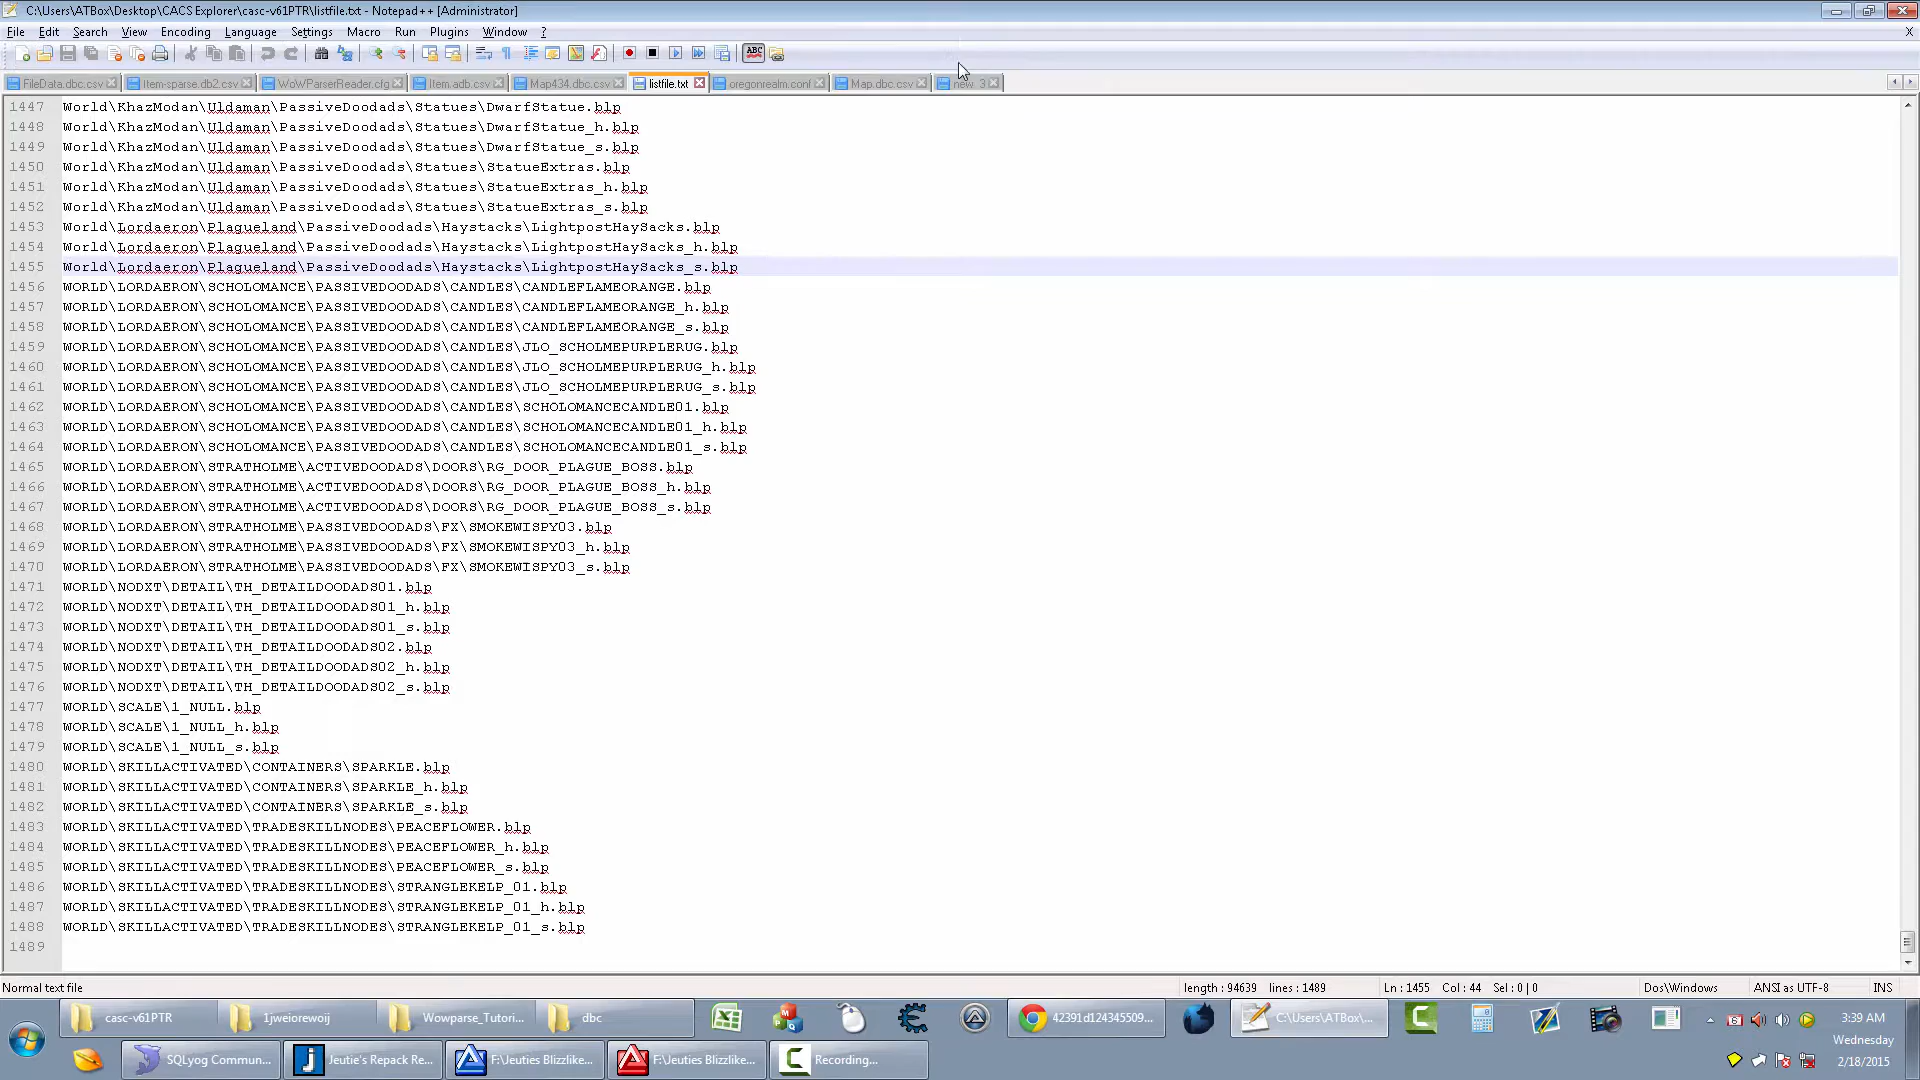 C:\Users\ATBox\Desktop\CACS Explorer\casc-v61PTR\listfile.txt - Notepad++ [Administrator]
File Edit Search View Encoding Language Settings Macro Run Plugins Window ? X
ABC
FileData.dbc.csv Item-sparse.db2.csv WoWParserReader.cfg Item.adb.csv Map434.dbc.csv listfile.txt oregonrealm.conf Map.dbc.csv new 3
1447 World\KhazModan\Uldaman\PassiveDoodads\Statues\DwarfStatue.blp
1448 World\KhazModan\Uldaman\PassiveDoodads\Statues\DwarfStatue_h.blp
1449 World\KhazModan\Uldaman\PassiveDoodads\Statues\DwarfStatue_s.blp
1450 World\KhazModan\Uldaman\PassiveDoodads\Statues\StatueExtras.blp
1451 World\KhazModan\Uldaman\PassiveDoodads\Statues\StatueExtras_h.blp
1452 World\KhazModan\Uldaman\PassiveDoodads\Statues\StatueExtras_s.blp
1453 World\Lordaeron\Plagueland\PassiveDoodads\Haystacks\LightpostHaySacks.blp
1454 World\Lordaeron\Plagueland\PassiveDoodads\Haystacks\LightpostHaySacks_h.blp
1455 World\Lordaeron\Plagueland\PassiveDoodads\Haystacks\LightpostHaySacks_s.blp
1456 WORLD\LORDAERON\SCHOLOMANCE\PASSIVEDOODADS\CANDLES\CANDLEFLAMEORANGE.blp
1457 WORLD\LORDAERON\SCHOLOMANCE\PASSIVEDOODADS\CANDLES\CANDLEFLAMEORANGE_h.blp
1458 WORLD\LORDAERON\SCHOLOMANCE\PASSIVEDOODADS\CANDLES\CANDLEFLAMEORANGE_s.blp
1459 WORLD\LORDAERON\SCHOLOMANCE\PASSIVEDOODADS\CANDLES\JLO_SCHOLMEPURPLERUG.blp
1460 WORLD\LORDAERON\SCHOLOMANCE\PASSIVEDOODADS\CANDLES\JLO_SCHOLMEPURPLERUG_h.blp
1461 WORLD\LORDAERON\SCHOLOMANCE\PASSIVEDOODADS\CANDLES\JLO_SCHOLMEPURPLERUG_s.blp
1462 WORLD\LORDAERON\SCHOLOMANCE\PASSIVEDOODADS\CANDLES\SCHOLOMANCECANDLE01.blp
1463 WORLD\LORDAERON\SCHOLOMANCE\PASSIVEDOODADS\CANDLES\SCHOLOMANCECANDLE01_h.blp
1464 WORLD\LORDAERON\SCHOLOMANCE\PASSIVEDOODADS\CANDLES\SCHOLOMANCECANDLE01_s.blp
1465 WORLD\LORDAERON\STRATHOLME\ACTIVEDOODADS\DOORS\RG_DOOR_PLAGUE_BOSS.blp
1466 WORLD\LORDAERON\STRATHOLME\ACTIVEDOODADS\DOORS\RG_DOOR_PLAGUE_BOSS_h.blp
1467 WORLD\LORDAERON\STRATHOLME\ACTIVEDOODADS\DOORS\RG_DOOR_PLAGUE_BOSS_s.blp
1468 WORLD\LORDAERON\STRATHOLME\PASSIVEDOODADS\FX\SMOKEWISPY03.blp
1469 WORLD\LORDAERON\STRATHOLME\PASSIVEDOODADS\FX\SMOKEWISPY03_h.blp
1470 WORLD\LORDAERON\STRATHOLME\PASSIVEDOODADS\FX\SMOKEWISPY03_s.blp
1471 WORLD\NODXT\DETAIL\TH_DETAILDOODADS01.blp
1472 WORLD\NODXT\DETAIL\TH_DETAILDOODADS01_h.blp
1473 WORLD\NODXT\DETAIL\TH_DETAILDOODADS01_s.blp
1474 WORLD\NODXT\DETAIL\TH_DETAILDOODADS02.blp
1475 WORLD\NODXT\DETAIL\TH_DETAILDOODADS02_h.blp
1476 WORLD\NODXT\DETAIL\TH_DETAILDOODADS02_s.blp
1477 WORLD\SCALE\1_NULL.blp
1478 WORLD\SCALE\1_NULL_h.blp
1479 WORLD\SCALE\1_NULL_s.blp
1480 WORLD\SKILLACTIVATED\CONTAINERS\SPARKLE.blp
1481 WORLD\SKILLACTIVATED\CONTAINERS\SPARKLE_h.blp
1482 WORLD\SKILLACTIVATED\CONTAINERS\SPARKLE_s.blp
1483 WORLD\SKILLACTIVATED\TRADESKILLNODES\PEACEFLOWER.blp
1484 WORLD\SKILLACTIVATED\TRADESKILLNODES\PEACEFLOWER_h.blp
1485 WORLD\SKILLACTIVATED\TRADESKILLNODES\PEACEFLOWER_s.blp
1486 WORLD\SKILLACTIVATED\TRADESKILLNODES\STRANGLEKELP_01.blp
1487 WORLD\SKILLACTIVATED\TRADESKILLNODES\STRANGLEKELP_01_h.blp
1488 WORLD\SKILLACTIVATED\TRADESKILLNODES\STRANGLEKELP_01_s.blp
1489
Normal text file length : 94639 lines : 1489 Ln : 1455 Col : 44 Sel : 0 | 0 Dos\Windows ANSI as UTF-8 INS
casc-v61PTR 1jweiorewoij Wowparse_Tutori... dbc 42391d124345509... C:\Users\ATBox\... 3:39 AM
Wednesday
SQLyog Commun... Jeutie's Repack Re... F:\Jeuties Blizzlike... F:\Jeuties Blizzlike... Recording... 2/18/2015